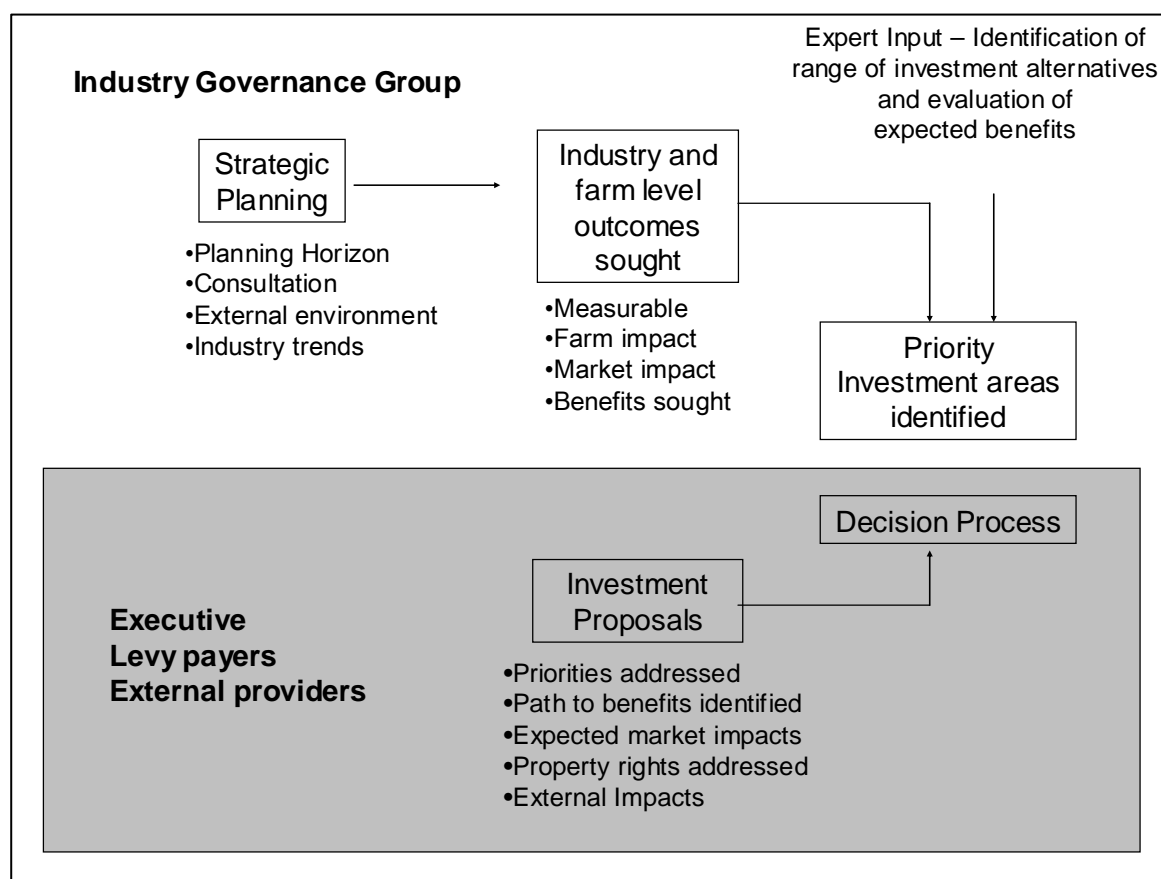 Expert Input – Identification of
range of investment alternatives
and evaluation of
expected benefits
Industry Governance Group
Strategic
Planning
•Planning Horizon
•Consultation
•External environment
•Industry trends
Industry and
farm level
outcomes
sought
•Measurable
•Farm impact
•Market impact
•Benefits sought
Priority
Investment areas
identified
Decision Process
Investment
Proposals
Executive
Levy payers
External providers
•Priorities addressed
•Path to benefits identified
•Expected market impacts
•Property rights addressed
•External Impacts